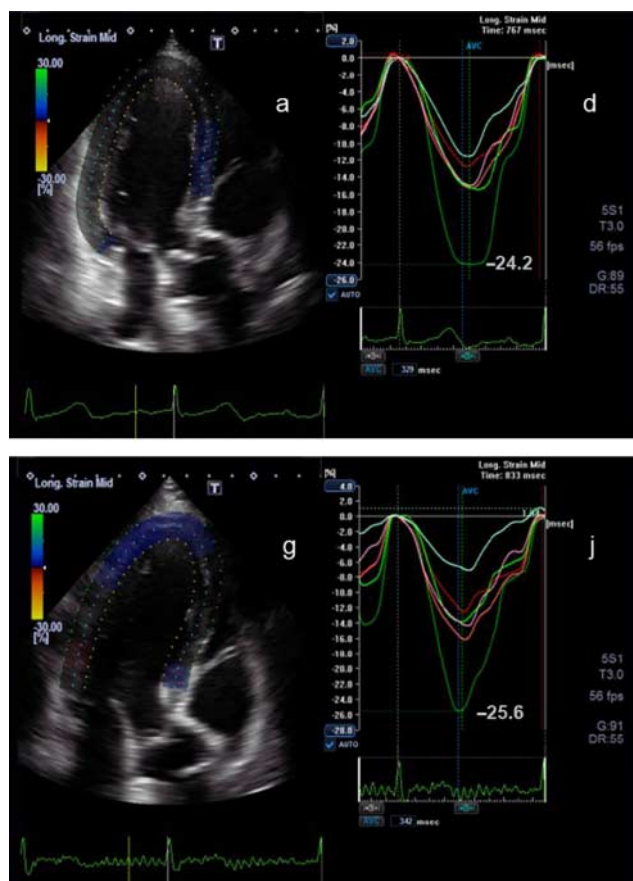 Long. Strain Mid
30.00
-30.00
[%]
T
a
Long. Strain Mid
Time: 767 msec
[%]
AVC
2.0
[msec]
-2.0
-4.0
-6.0
-8.0
-10.0
-12.0
-14.0
-16.0
-18.0
-20.0
-22.0
-24.0
-26.0
AUTO
d
−24.2
5S1
T3.0
56 fps
G:89
DR:55
AVC 329 msec
Long. Strain Mid
30.00
-30.00
[%]
T
g
Long. Strain Mid
Time: 833 msec
[%]
AVC
4.0
[msec]
-2.0
-4.0
-6.0
-8.0
-10.0
-12.0
-14.0
-16.0
-18.0
-20.0
-22.0
-24.0
-26.0
-28.0
AUTO
j
−25.6
5S1
T3.0
56 fps
G:91
DR:55
AVC 342 msec